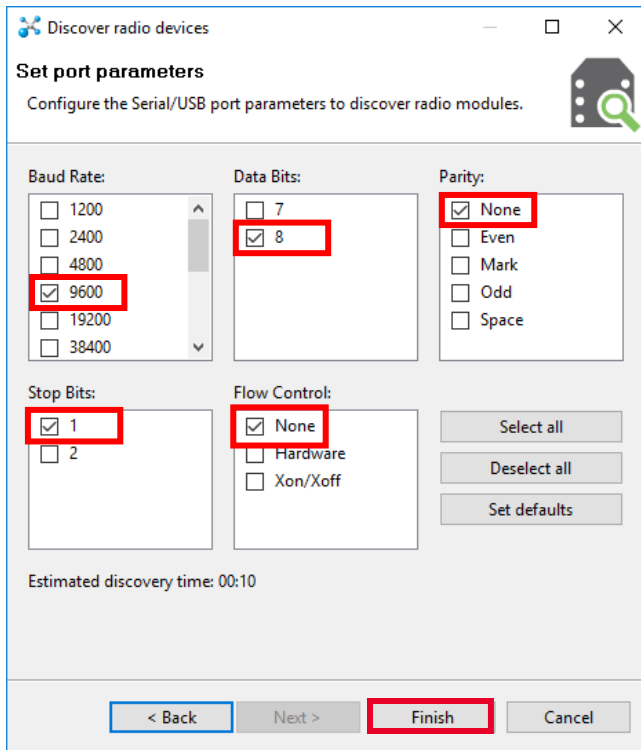 Discover radio devices
Set port parameters
Configure the Serial/USB port parameters to discover radio modules.
Baud Rate:
1200
2400
4800
9600
19200
38400
Data Bits:
7
8
Parity:
None
Even
Mark
Odd
Space
Stop Bits:
1
2
Flow Control:
None
Hardware
Xon/Xoff
Select all
Deselect all
Set defaults
Estimated discovery time: 00:10
< Back
Next >
Finish
Cancel